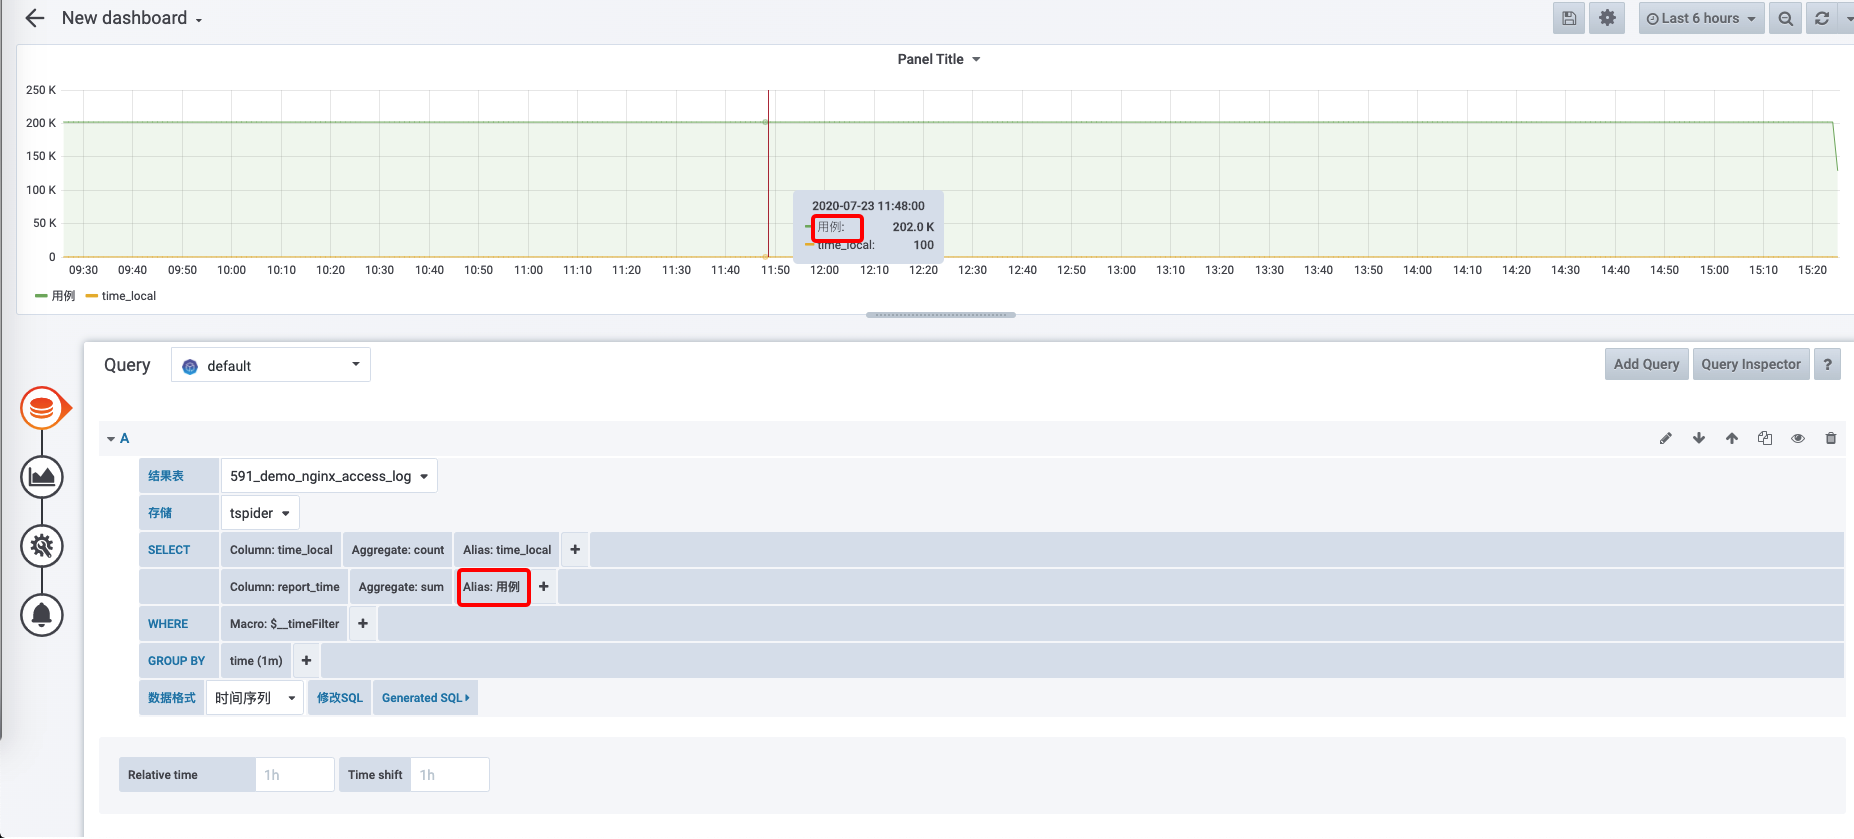 New dashboard
Last 6 hours
Panel Title
250 K
200 K
150 K
100 K
50 K
0
2020-07-23 11:48:00
用例: 202.0 K
time_local: 100
09:30 09:40 09:50 10:00 10:10 10:20 10:30 10:40 10:50 11:00 11:10 11:20 11:30 11:40 11:50 12:00 12:10 12:20 12:30 12:40 12:50 13:00 13:10 13:20 13:30 13:40 13:50 14:00 14:10 14:20 14:30 14:40 14:50 15:00 15:10 15:20
用例 time_local
Query default Add Query Query Inspector ?
A
结果表 591_demo_nginx_access_log
存储 tspider
SELECT Column: time_local Aggregate: count Alias: time_local +
Column: report_time Aggregate: sum Alias: 用例 +
WHERE Macro: $__timeFilter +
GROUP BY time (1m) +
数据格式 时间序列 修改SQL Generated SQL
Relative time 1h Time shift 1h